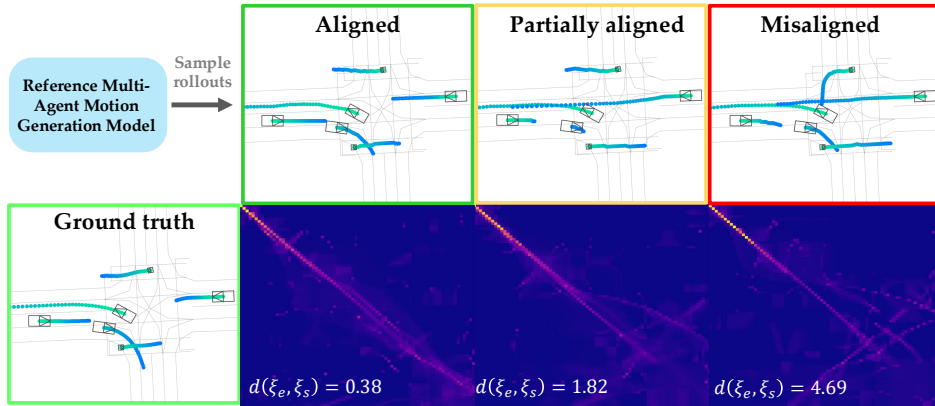 Aligned
Partially aligned
Misaligned
Sample
rollouts
Reference Multi-
Agent Motion
Generation Model
Ground truth
d(ξₑ, ξₛ) = 0.38
d(ξₑ, ξₛ) = 1.82
d(ξₑ, ξₛ) = 4.69